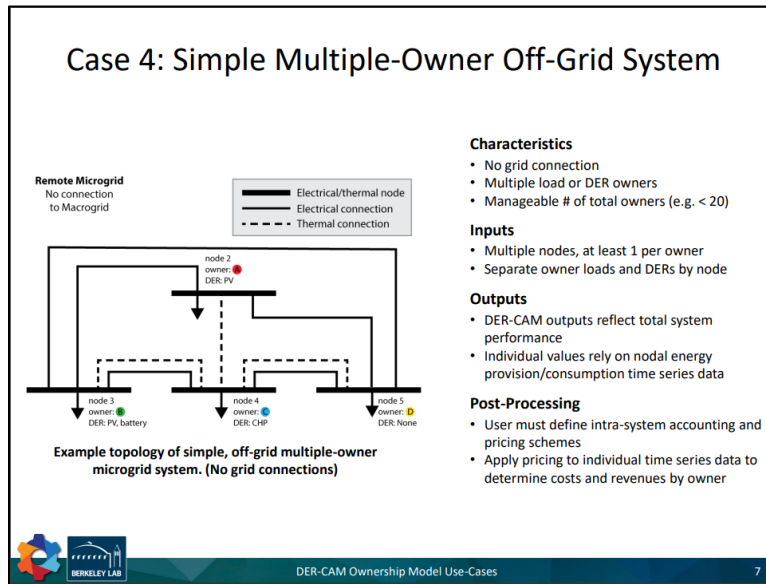 Case 4: Simple Multiple-Owner Off-Grid System
Remote Microgrid
No connection
to Macrogrid
Electrical/thermal node
Electrical connection
Thermal connection
node 2
owner: A
DER: PV
node 3
owner: B
DER: PV, battery
node 4
owner: C
DER: CHP
node 5
owner: D
DER: None
Example topology of simple, off-grid multiple-owner
microgrid system. (No grid connections)
Characteristics
• No grid connection
• Multiple load or DER owners
• Manageable # of total owners (e.g. < 20)
Inputs
• Multiple nodes, at least 1 per owner
• Separate owner loads and DERs by node
Outputs
• DER-CAM outputs reflect total system
performance
• Individual values rely on nodal energy
provision/consumption time series data
Post-Processing
• User must define intra-system accounting and
pricing schemes
• Apply pricing to individual time series data to
determine costs and revenues by owner
BERKELEY LAB
DER-CAM Ownership Model Use-Cases
7